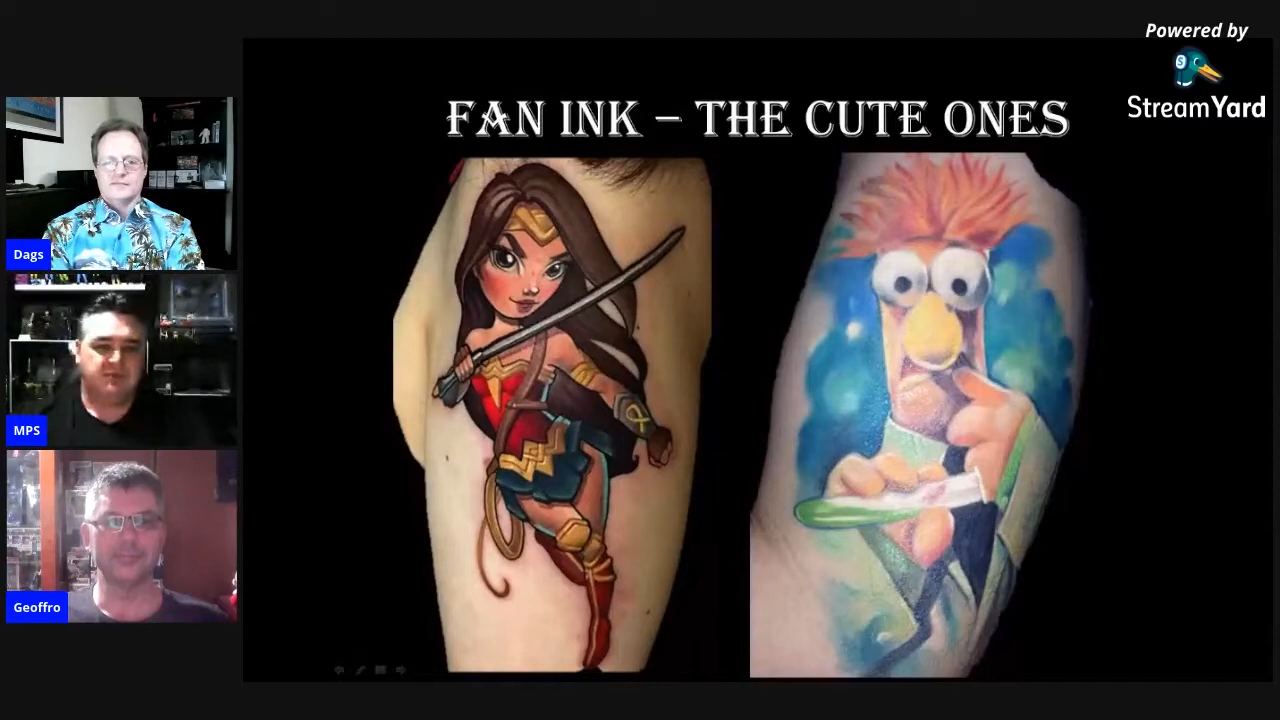 Powered by
StreamYard
FAN INK – THE CUTE ONES
Dags
MPS
Geoffro